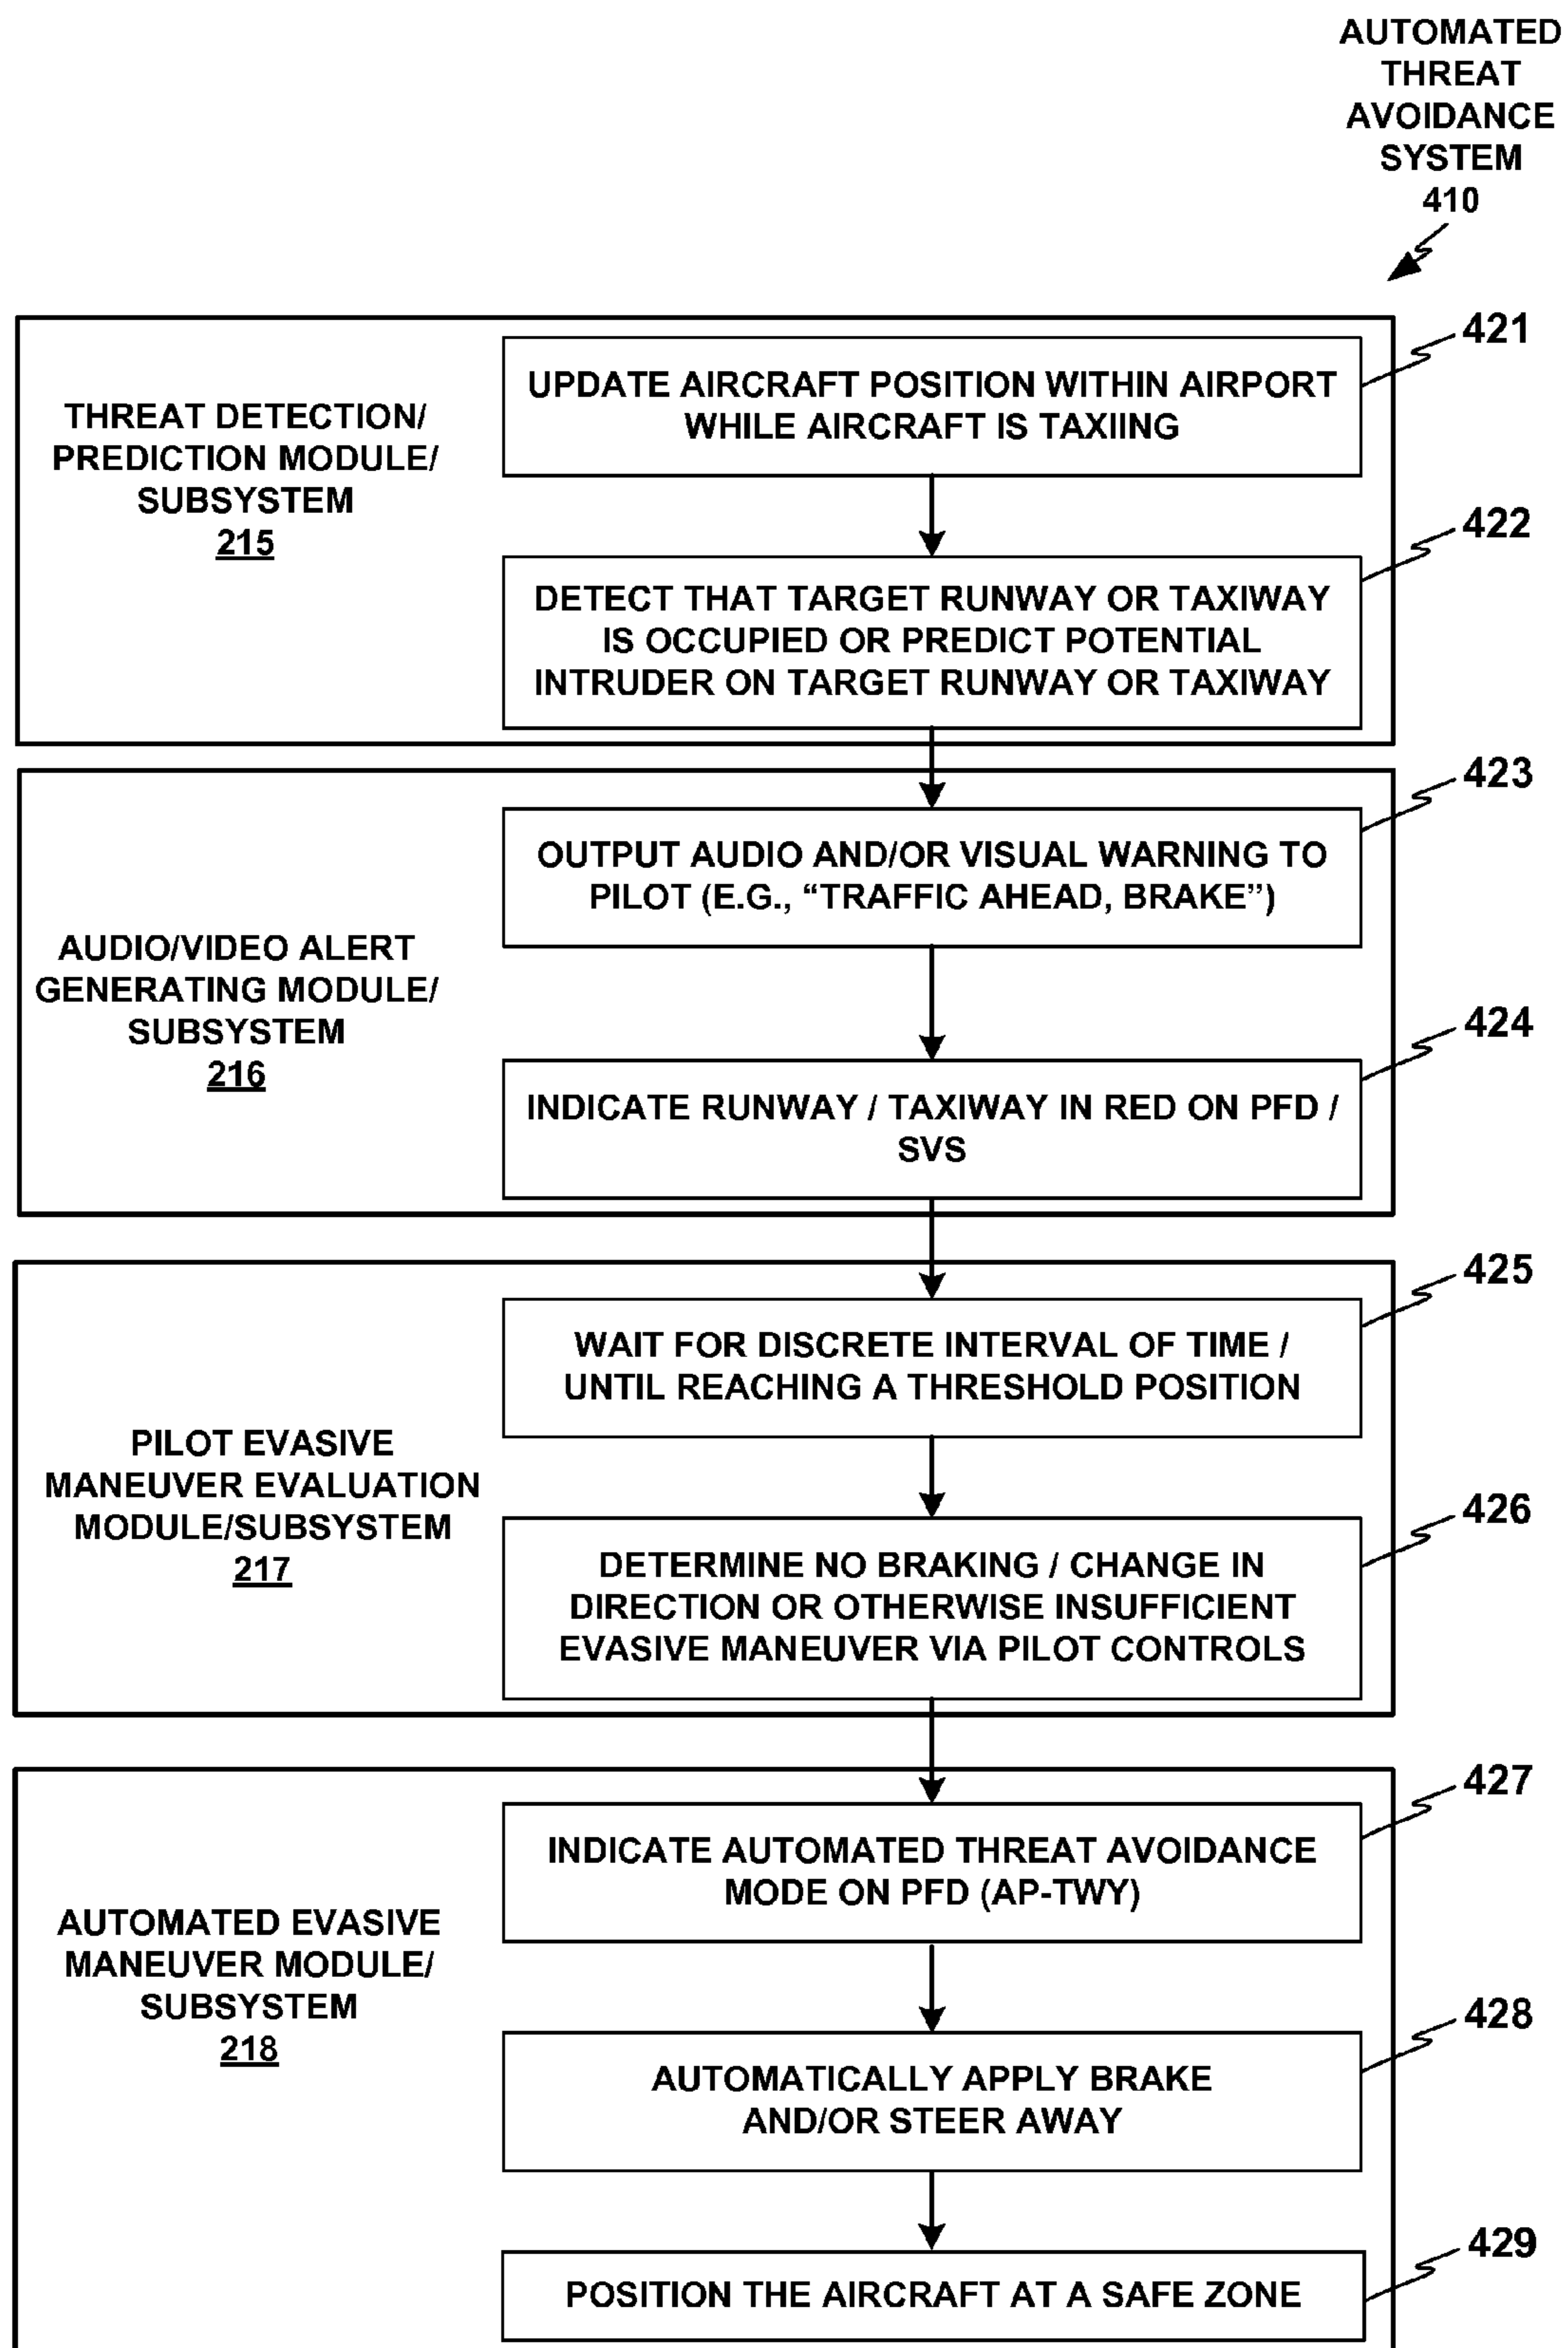 AUTOMATED
THREAT
AVOIDANCE
SYSTEM
410
THREAT DETECTION/
PREDICTION MODULE/
SUBSYSTEM
215
421
UPDATE AIRCRAFT POSITION WITHIN AIRPORT
WHILE AIRCRAFT IS TAXIING
422
DETECT THAT TARGET RUNWAY OR TAXIWAY
IS OCCUPIED OR PREDICT POTENTIAL
INTRUDER ON TARGET RUNWAY OR TAXIWAY
AUDIO/VIDEO ALERT
GENERATING MODULE/
SUBSYSTEM
216
423
OUTPUT AUDIO AND/OR VISUAL WARNING TO
PILOT (E.G., “TRAFFIC AHEAD, BRAKE”)
424
INDICATE RUNWAY / TAXIWAY IN RED ON PFD /
SVS
PILOT EVASIVE
MANEUVER EVALUATION
MODULE/SUBSYSTEM
217
425
WAIT FOR DISCRETE INTERVAL OF TIME /
UNTIL REACHING A THRESHOLD POSITION
426
DETERMINE NO BRAKING / CHANGE IN
DIRECTION OR OTHERWISE INSUFFICIENT
EVASIVE MANEUVER VIA PILOT CONTROLS
AUTOMATED EVASIVE
MANEUVER MODULE/
SUBSYSTEM
218
427
INDICATE AUTOMATED THREAT AVOIDANCE
MODE ON PFD (AP-TWY)
428
AUTOMATICALLY APPLY BRAKE
AND/OR STEER AWAY
429
POSITION THE AIRCRAFT AT A SAFE ZONE